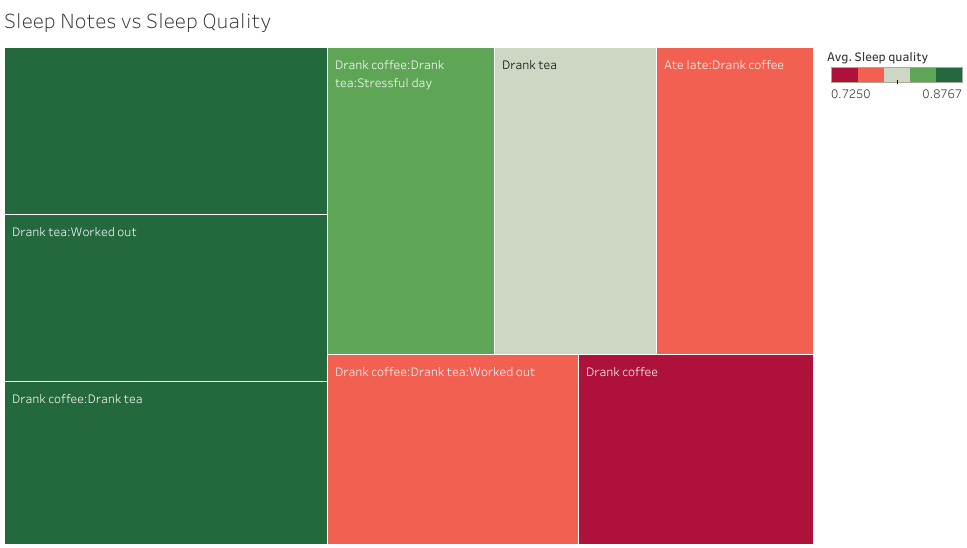 Sleep Notes vs Sleep Quality
Drank coffee:Drank
tea:Stressful day
Drank tea
Ate late:Drank coffee
Avg. Sleep quality
0.7250
0.8767
Drank tea:Worked out
Drank coffee:Drank tea:Worked out
Drank coffee
Drank coffee:Drank tea